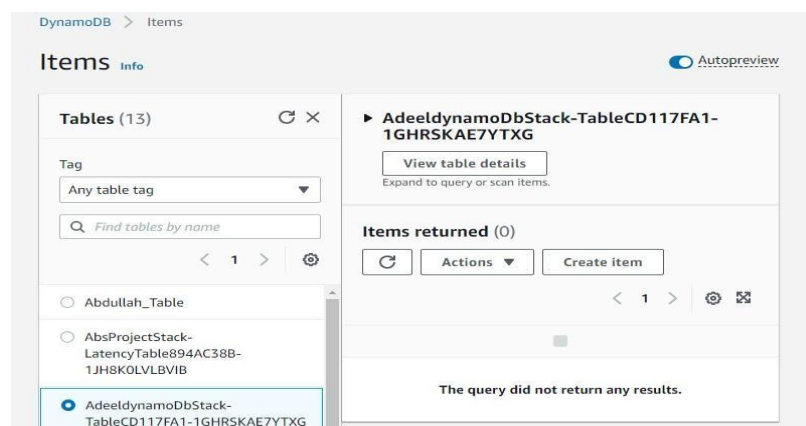 DynamoDB > Items
Items Info
Autopreview
Tables (13)
Tag
Any table tag
Find tables by name
< 1 >
Abdullah_Table
AbsProjectStack-
LatencyTable894AC38B-
1JH8K0LVLBVIB
AdeeldynamoDbStack-
TableCD117FA1-1GHRSKAE7YTXG
AdeeldynamoDbStack-TableCD117FA1-
1GHRSKAE7YTXG
View table details
Expand to query or scan items.
Items returned (0)
Actions
Create item
< 1 >
The query did not return any results.